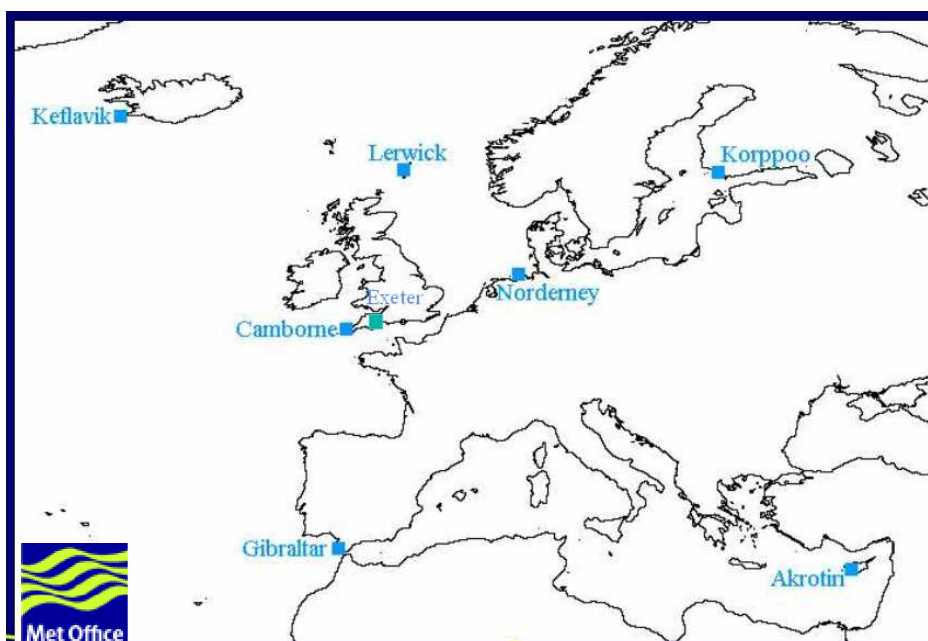 Keflavik
Lerwick
Korppoo
Exeter
Norderney
Camborne
Gibraltar
Akrotiri
Met Office